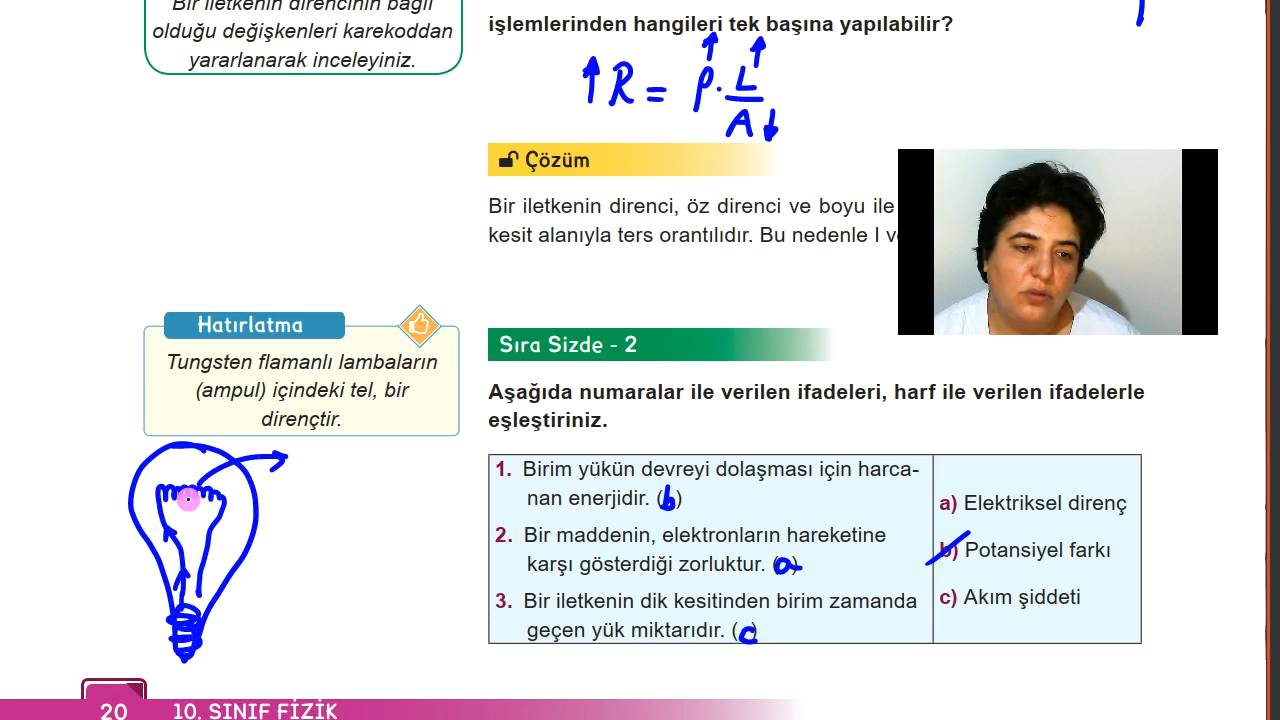 Bir iletkenin direncinin bağlı
olduğu değişkenleri karekoddan
yararlanarak inceleyiniz.
işlemlerinden hangileri tek başına yapılabilir?
↑ R = ρ↑ . L↑
A↓
Çözüm
Bir iletkenin direnci, öz direnci ve boyu ile
kesit alanıyla ters orantılıdır. Bu nedenle I
Hatırlatma
Tungsten flamanlı lambaların
(ampul) içindeki tel, bir
dirençtir.
Sıra Sizde - 2
Aşağıda numaralar ile verilen ifadeleri, harf ile verilen ifadelerle
eşleştiriniz.
1. Birim yükün devreyi dolaşması için harca-
nan enerjidir. (b)
2. Bir maddenin, elektronların hareketine
karşı gösterdiği zorluktur. (a)
3. Bir iletkenin dik kesitinden birim zamanda
geçen yük miktarıdır. (c)
a) Elektriksel direnç
b) Potansiyel farkı
c) Akım şiddeti
20 10. SINIF FİZİK